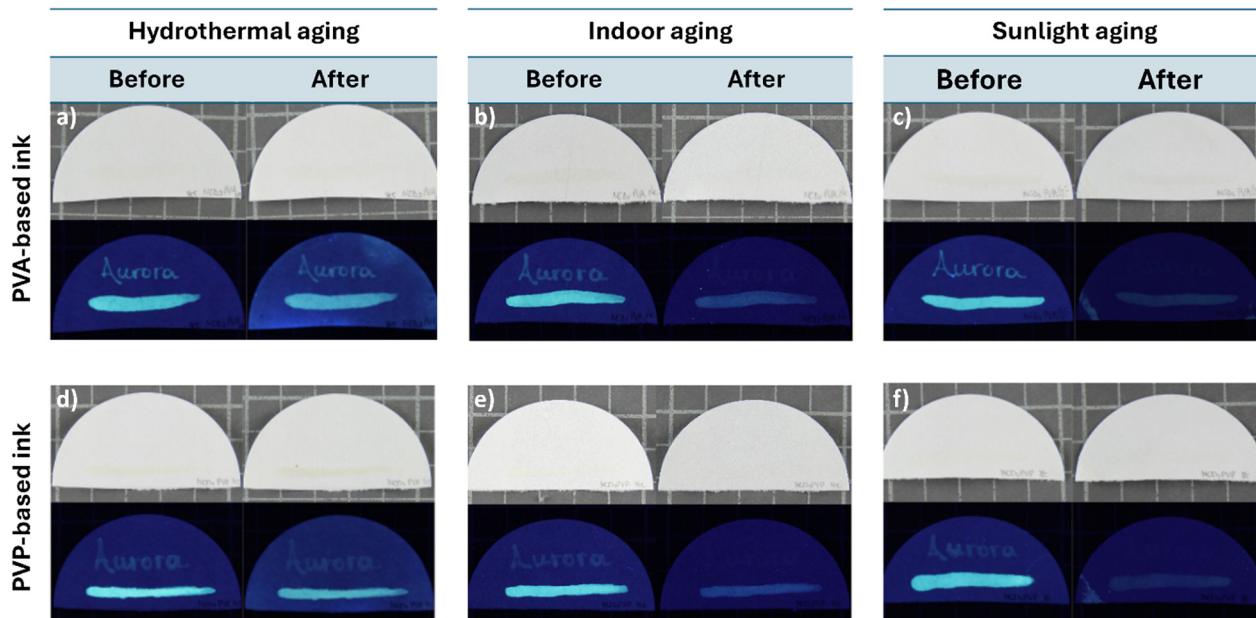 Hydrothermal aging Indoor aging Sunlight aging
Before After Before After Before After
PVA-based ink
a) b) c)
Aurora Aurora Aurora Aurora
PVP-based ink
d) e) f)
Aurora Aurora Aurora Aurora